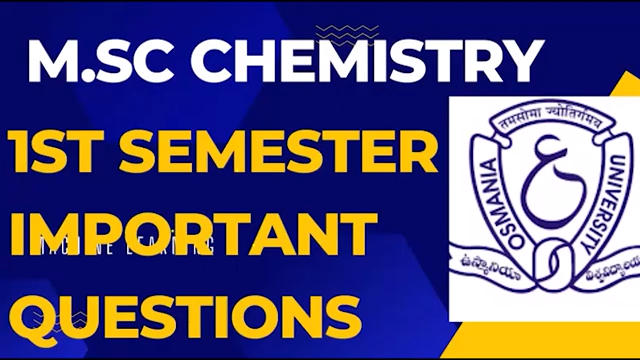 M.SC CHEMISTRY
1ST SEMESTER
IMPORTANT
QUESTIONS
तमसोमा ज्योतिर्गमय
OSMANIA UNIVERSITY
ع
ఉస్మానియా విశ్వవిద్యాలయ